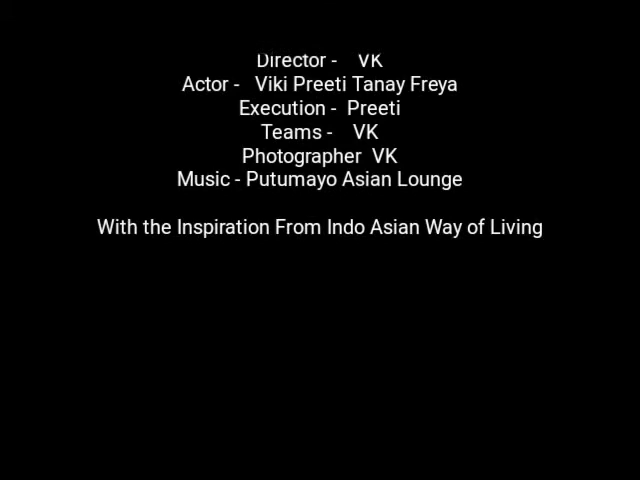 Director - VK
Actor - Viki Preeti Tanay Freya
Execution - Preeti
Teams - VK
Photographer VK
Music - Putumayo Asian Lounge
With the Inspiration From Indo Asian Way of Living